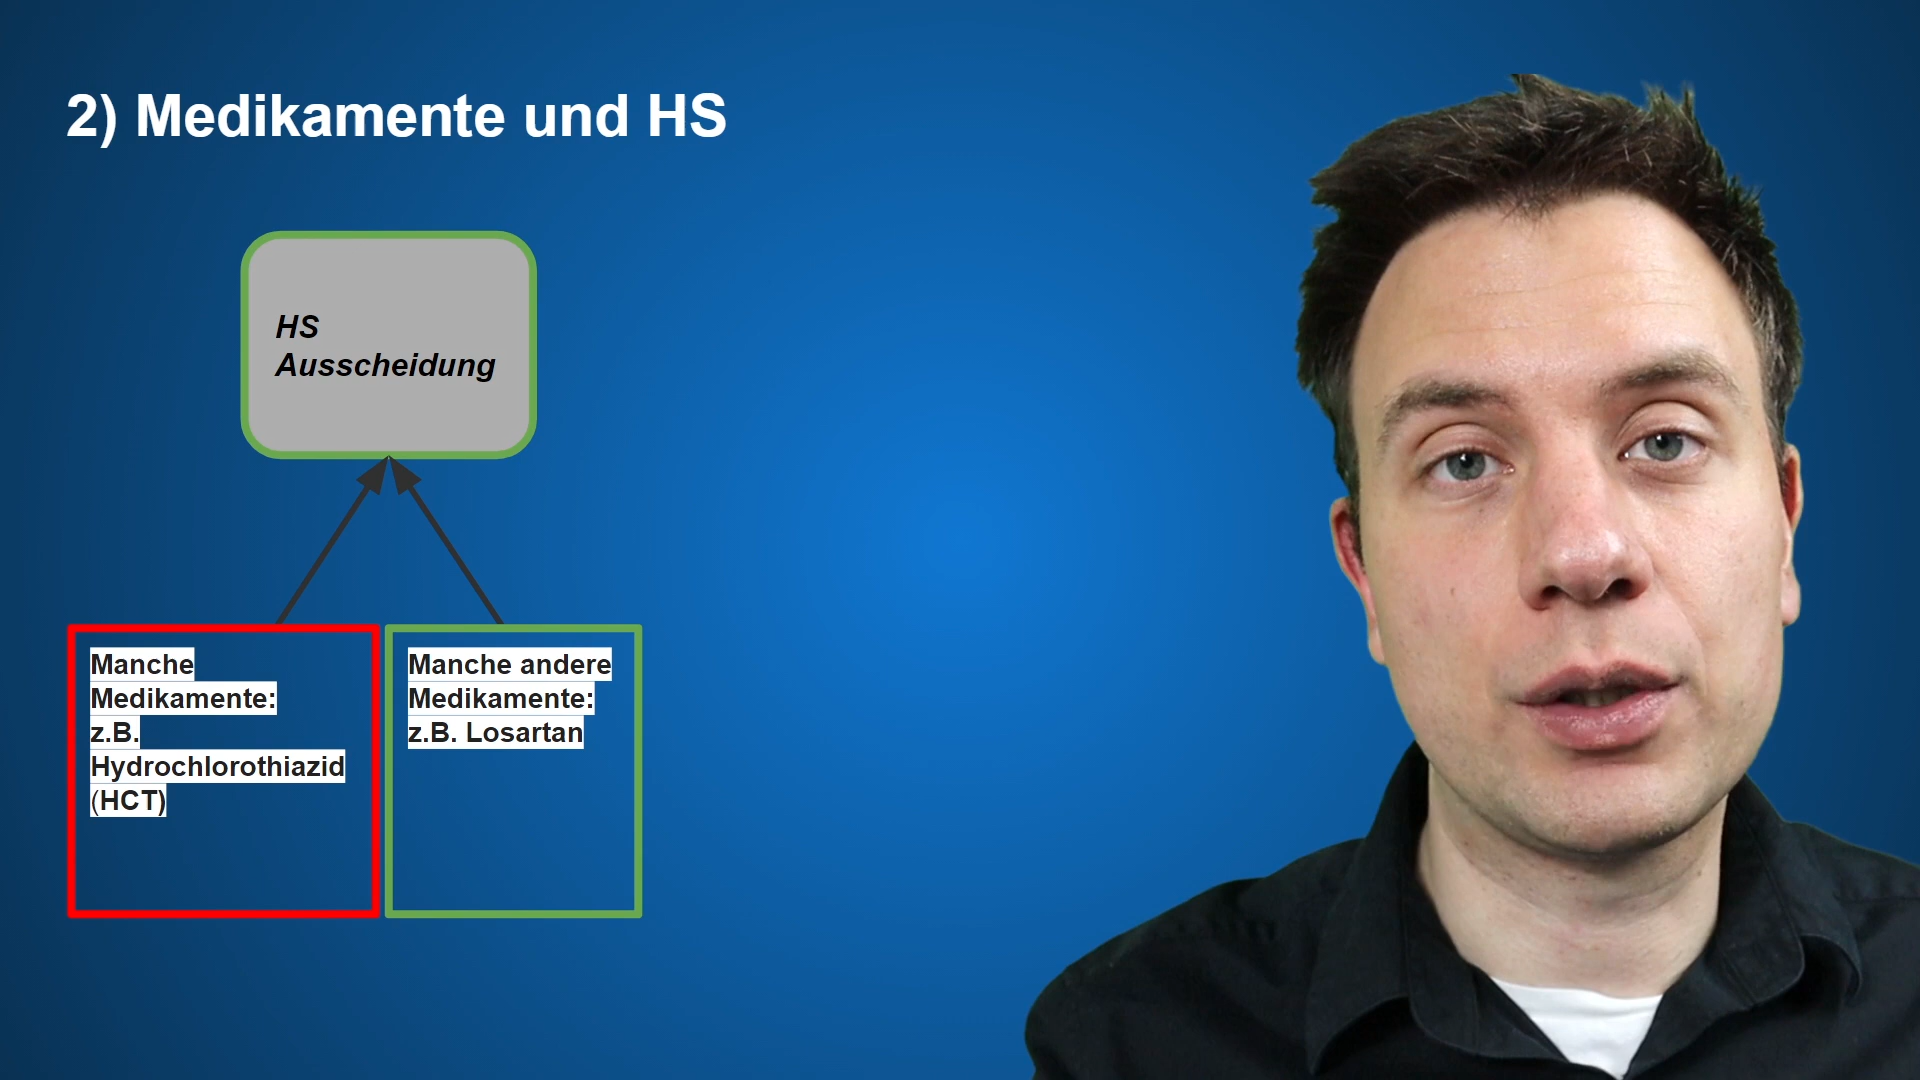 2) Medikamente und HS
HS
Ausscheidung
Manche
Medikamente:
z.B.
Hydrochlorothiazid
(HCT)
Manche andere
Medikamente:
z.B. Losartan